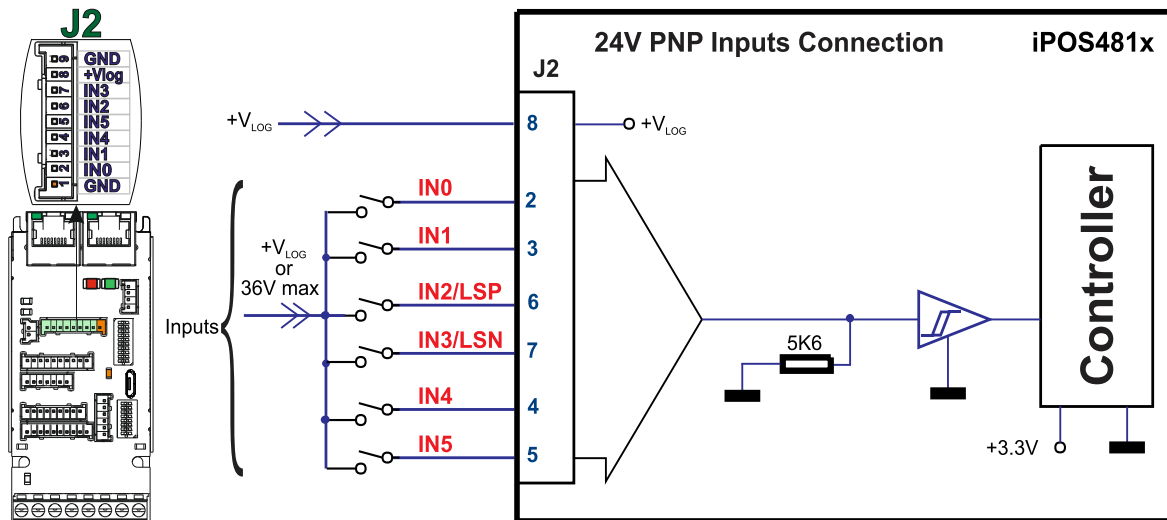 J2
9 GND
8 +Vlog
7 IN3
6 IN2
5 IN5
4 IN4
3 IN1
2 IN0
1 GND
24V PNP Inputs Connection
iPOS481x
J2
+VLOG
8
+VLOG
IN0
2
IN1
3
+VLOG
or
36V max
IN2/LSP
6
Inputs
IN3/LSN
7
IN4
4
IN5
5
5K6
Controller
+3.3V